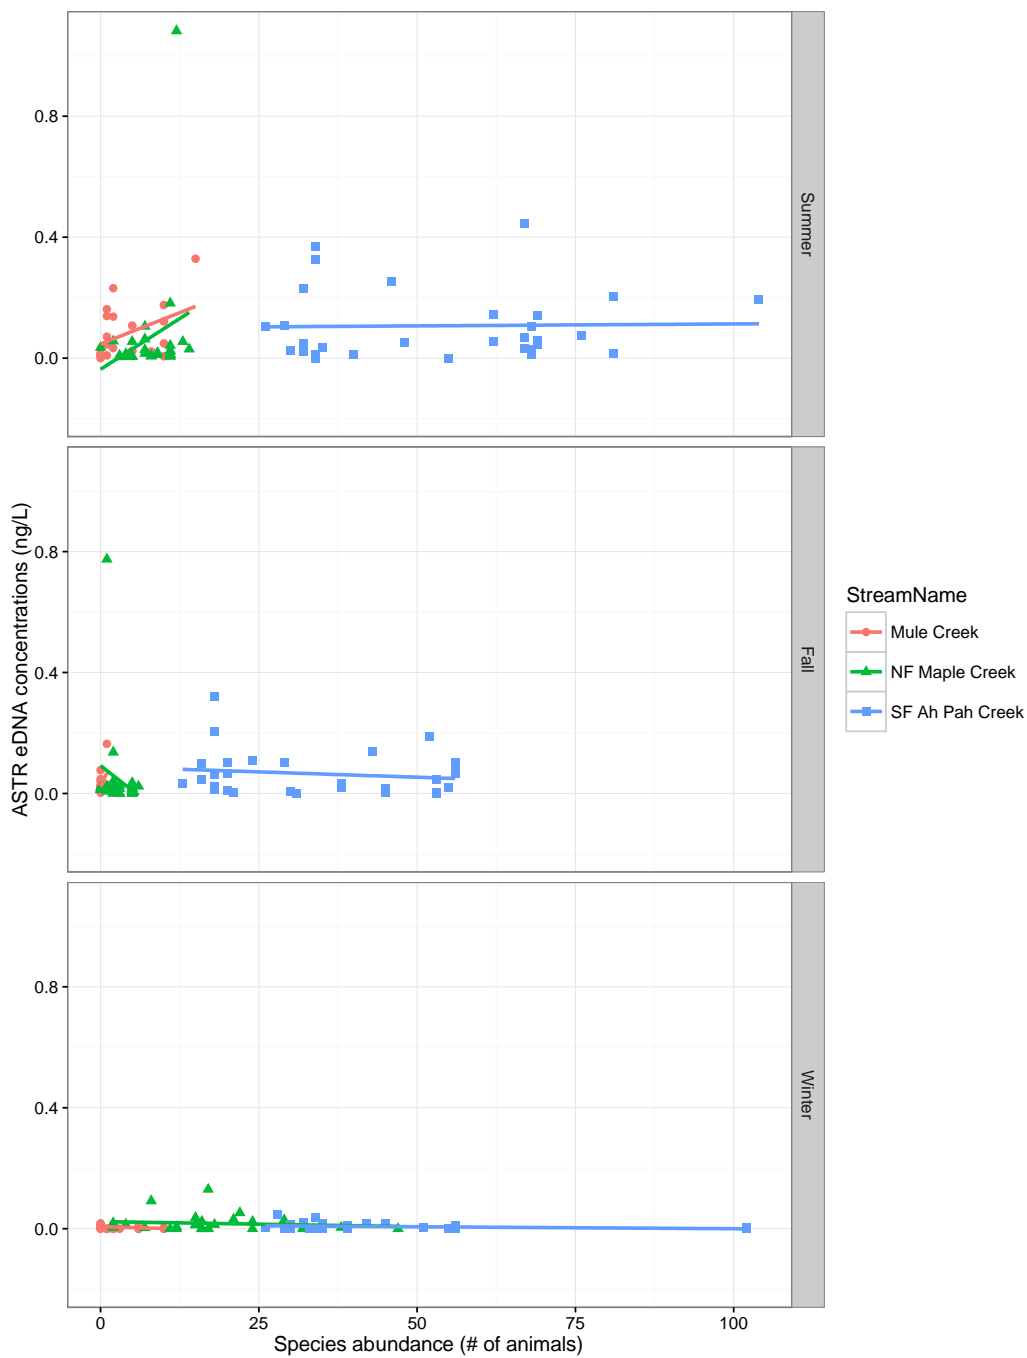 0.8
0.4
0.0
Summer
0.8
0.4
0.0
Fall
0.8
0.4
0.0
Winter
0
25
50
75
100
Species abundance (# of animals)
ASTR eDNA concentrations (ng/L)
StreamName
Mule Creek
NF Maple Creek
SF Ah Pah Creek